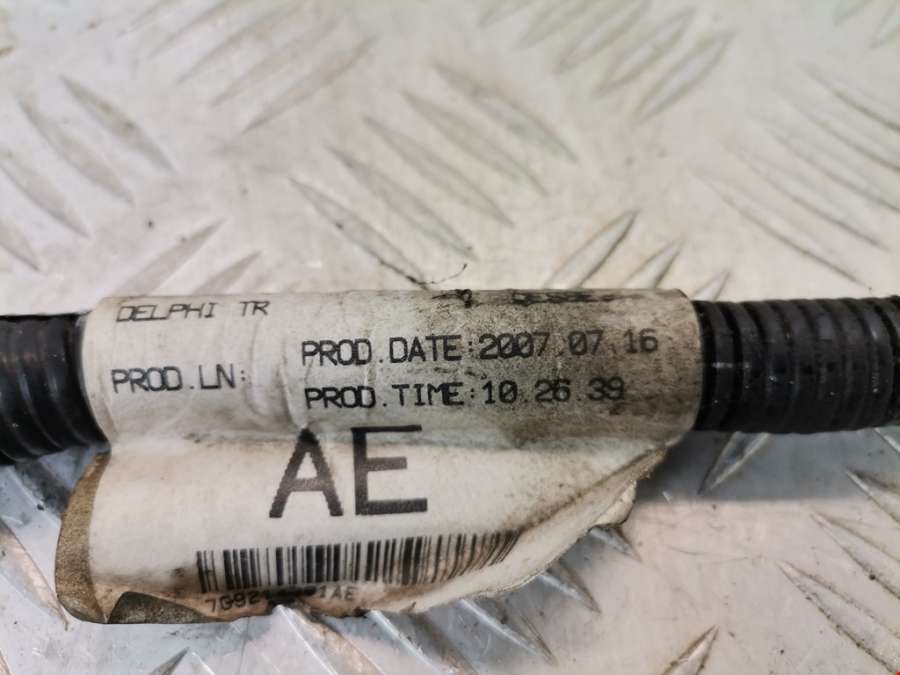 DELPHI TR
PROD.LN:
PROD.DATE:2007.07.16
PROD.TIME:10.26.39
AE